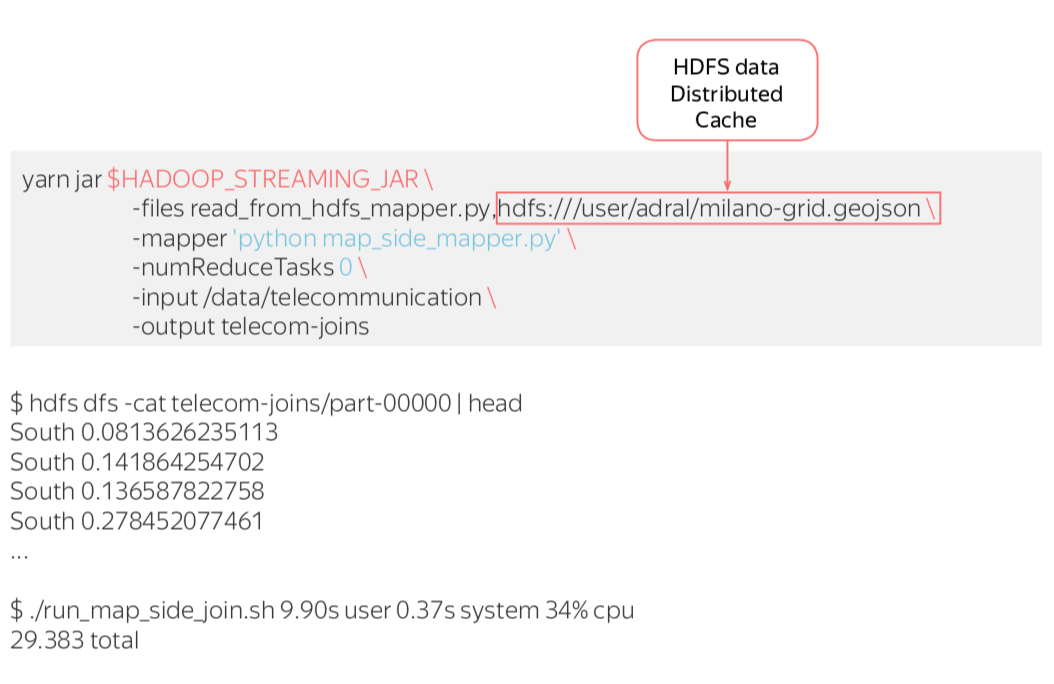 HDFS data
Distributed
Cache
yarn jar $HADOOP_STREAMING_JAR \
-files read_from_hdfs_mapper.py,hdfs:///user/adral/milano-grid.geojson \
-mapper 'python map_side_mapper.py' \
-numReduceTasks 0 \
-input /data/telecommunication \
-output telecom-joins
$ hdfs dfs -cat telecom-joins/part-00000 | head
South 0.0813626235113
South 0.141864254702
South 0.136587822758
South 0.278452077461
...
$ ./run_map_side_join.sh 9.90s user 0.37s system 34% cpu
29.383 total